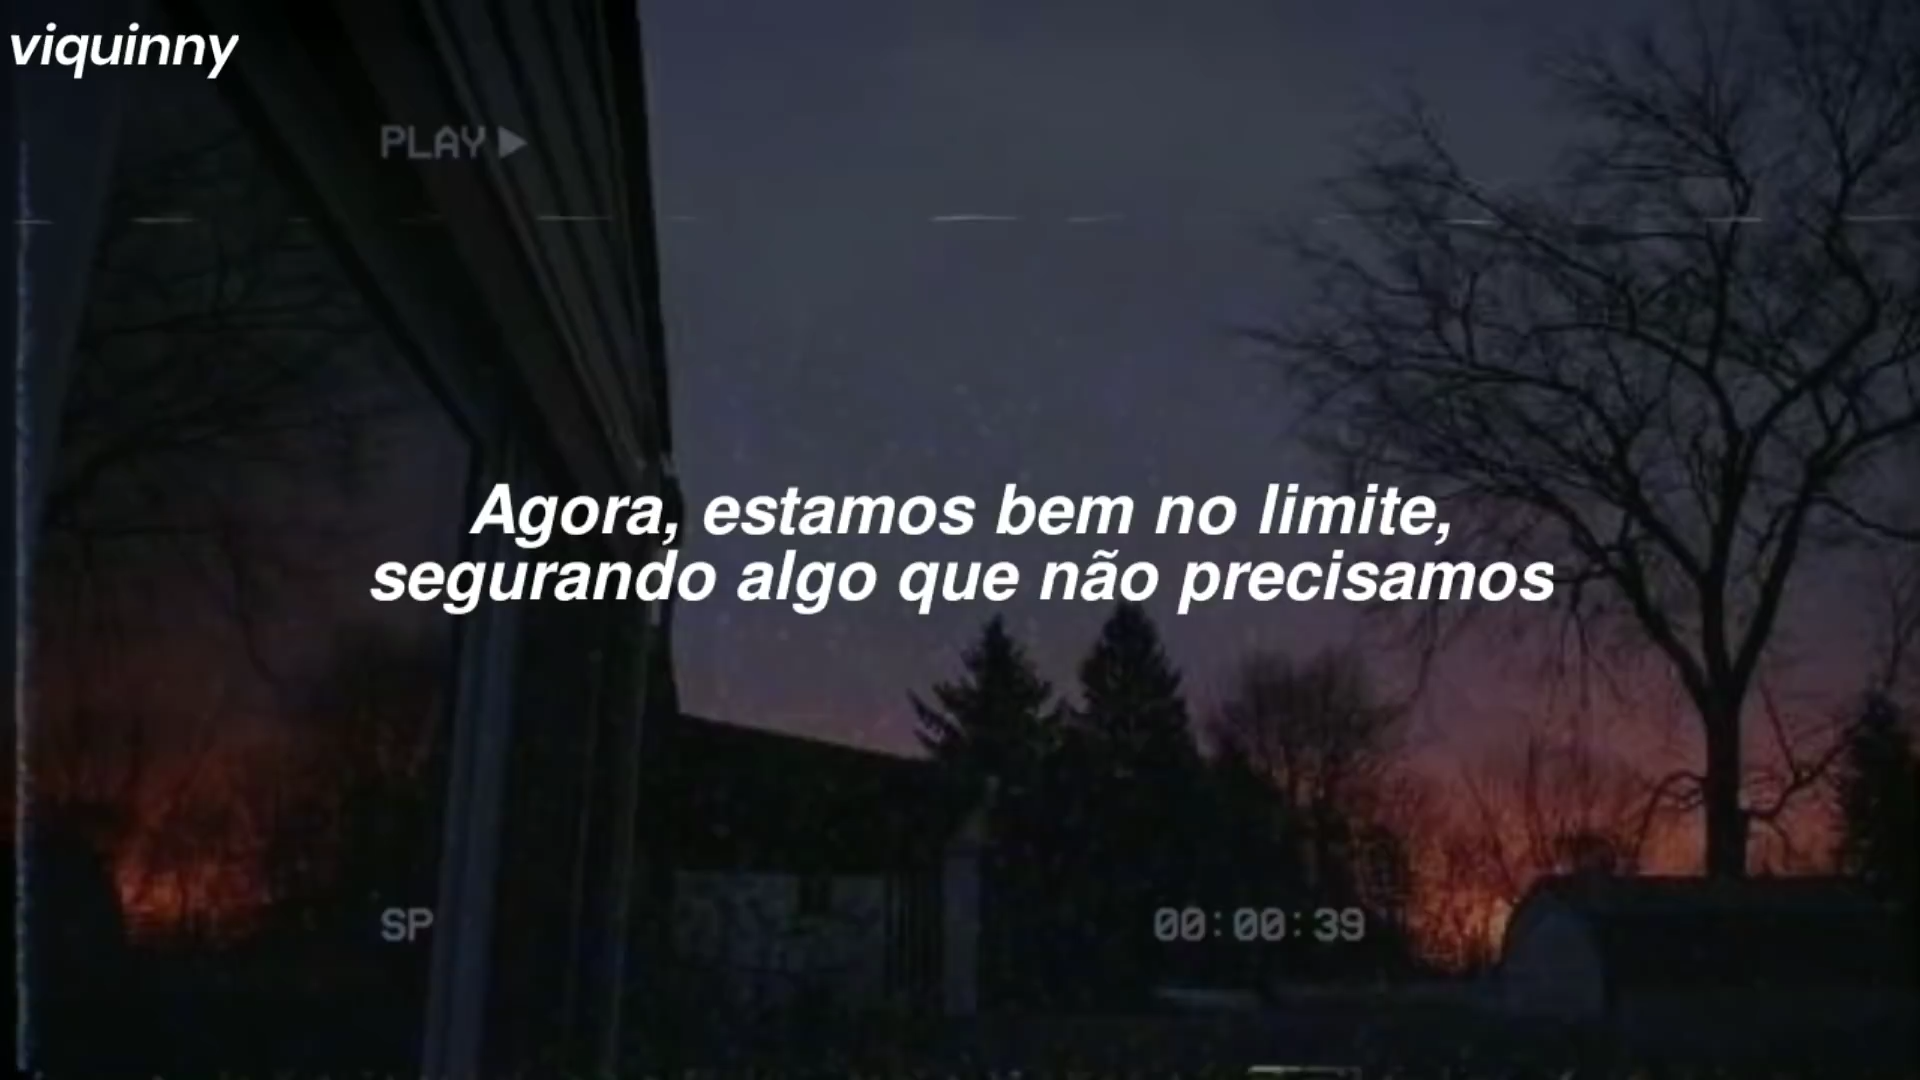 viquinny
PLAY ▶
Agora, estamos bem no limite,
segurando algo que não precisamos
SP
00:00:39